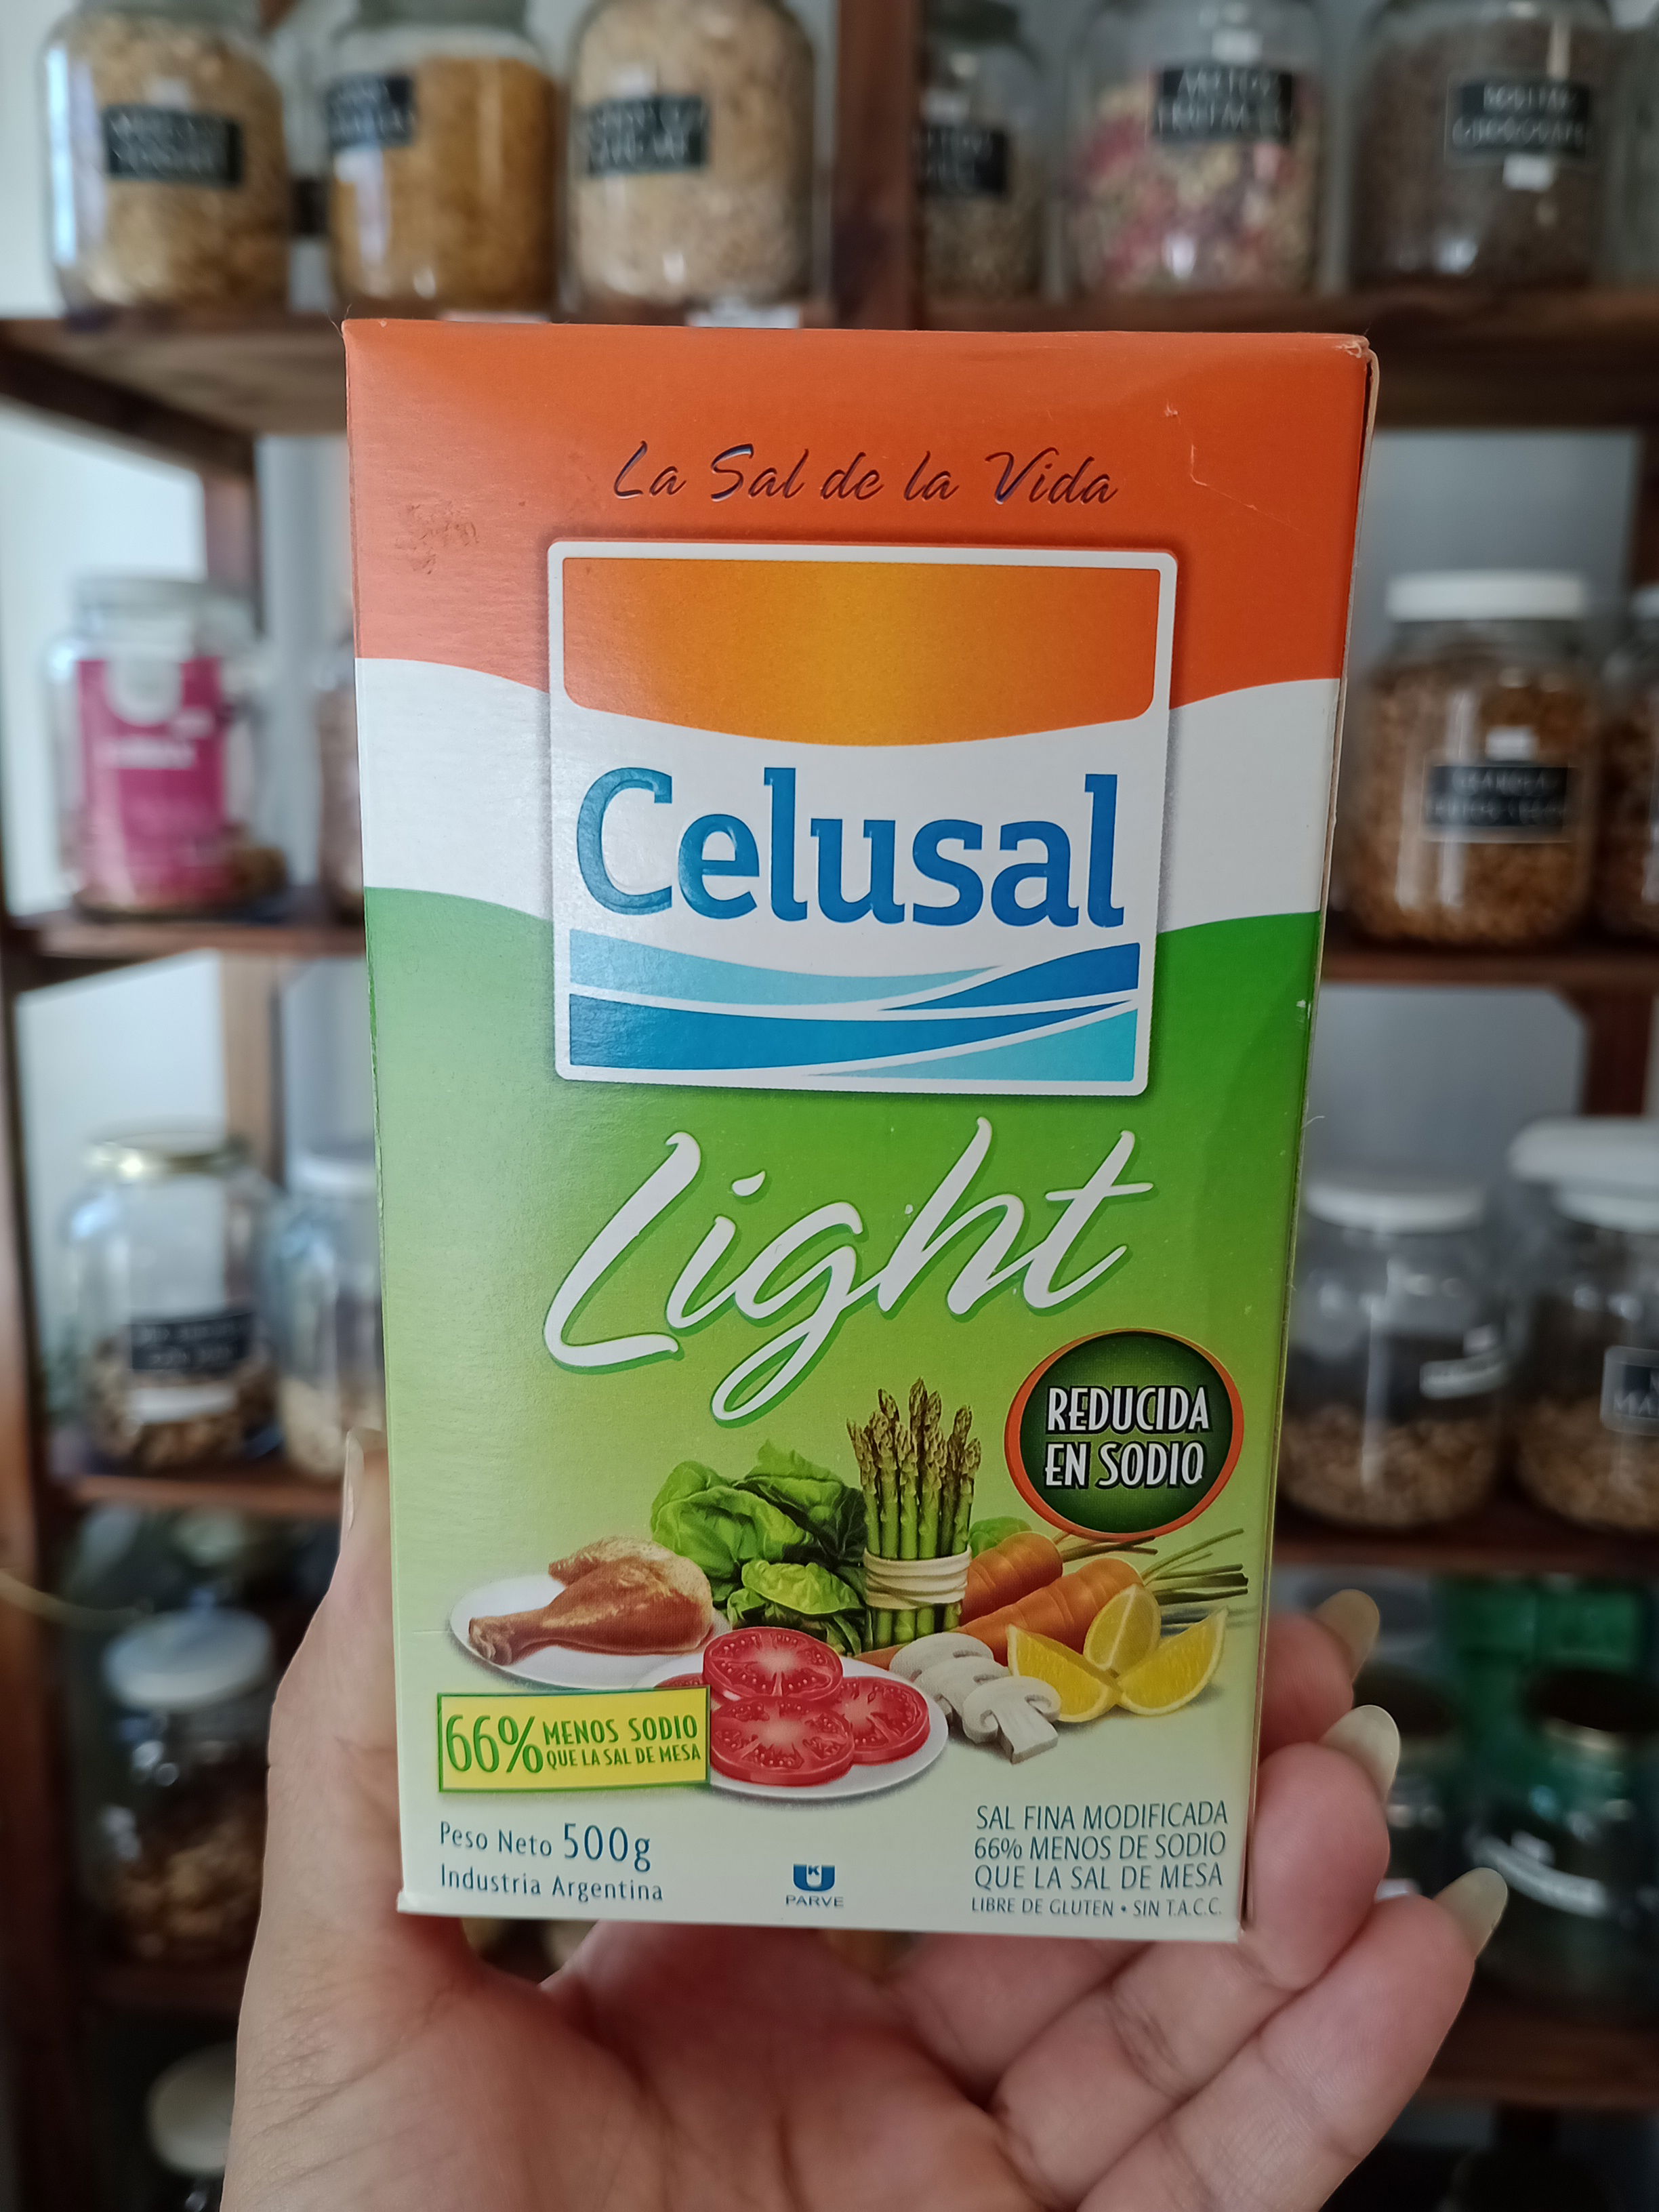 La Sal de la Vida
Celusal
Light
REDUCIDA
EN SODIO
66% MENOS SODIO
QUE LA SAL DE MESA
Peso Neto 500g
Industria Argentina
K
PARVE
SAL FINA MODIFICADA
66% MENOS DE SODIO
QUE LA SAL DE MESA
LIBRE DE GLUTEN • SIN T.A.C.C.